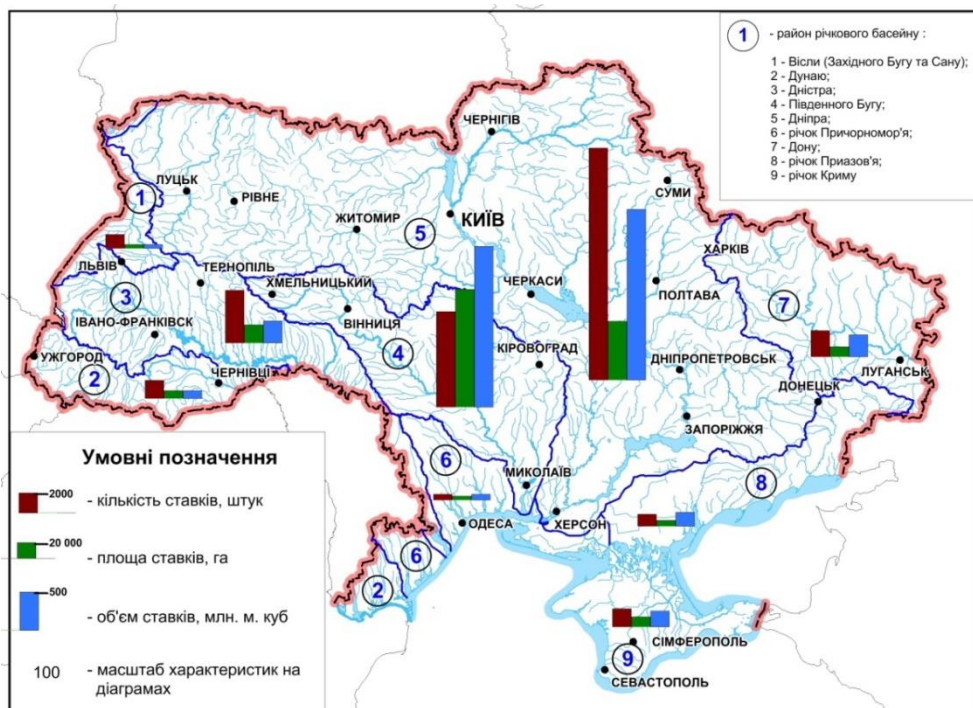 1 - район річкового басейну :
1 - Вісли (Західного Бугу та Сану);
2 - Дунаю;
3 - Дністра;
4 - Південного Бугу;
5 - Дніпра;
6 - річок Причорномор'я;
7 - Дону;
8 - річок Приазов'я;
9 - річок Криму
ЧЕРНІГІВ
СУМИ
1
ЛУЦЬК
РІВНЕ
ЖИТОМИР
5
КИЇВ
ХАРКІВ
ЛЬВІВ
ТЕРНОПІЛЬ
ХМЕЛЬНИЦЬКИЙ
ЧЕРКАСИ
ПОЛТАВА
7
3
ІВАНО-ФРАНКІВСК
ВІННИЦЯ
4
КІРОВОГРАД
ДНІПРОПЕТРОВСЬК
ЛУГАНСЬК
УЖГОРОД
2
ЧЕРНІВЦІ
ДОНЕЦЬК
ЗАПОРІЖЖЯ
6
МИКОЛАЇВ
8
ОДЕСА
ХЕРСОН
6
2
СІМФЕРОПОЛЬ
9
СЕВАСТОПОЛЬ
Умовні позначення
2000
- кількість ставків, штук
20 000
- площа ставків, га
500
- об'єм ставків, млн. м. куб
100 - масштаб характеристик на
діаграмах